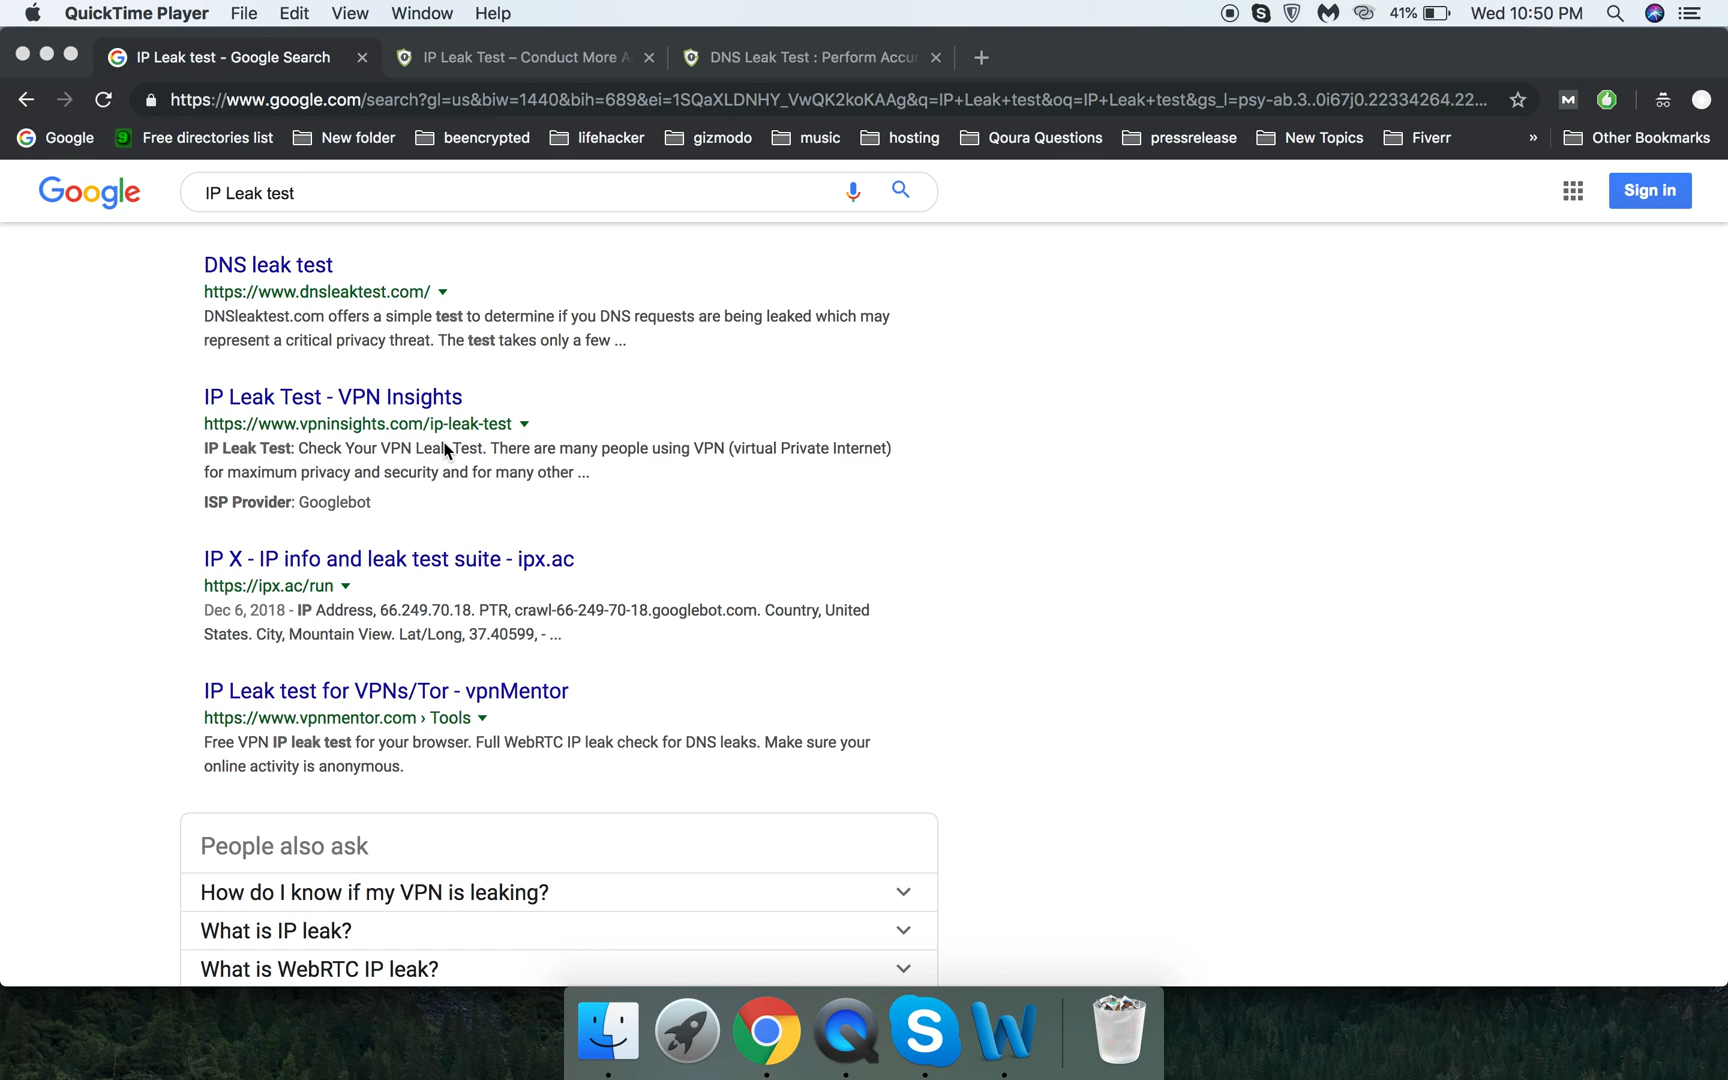 QuickTime Player File Edit View Window Help 41% Wed 10:50 PM
IP Leak test - Google Search IP Leak Test – Conduct More A DNS Leak Test : Perform Accur
https://www.google.com/search?gl=us&biw=1440&bih=689&ei=1SQaXLDNHY_VwQK2koKAAg&q=IP+Leak+test&oq=IP+Leak+test&gs_l=psy-ab.3..0i67j0.22334264.22...
Google Free directories list New folder beencrypted lifehacker gizmodo music hosting Qoura Questions pressrelease New Topics Fiverr » Other Bookmarks
Google IP Leak test Sign in
DNS leak test
https://www.dnsleaktest.com/
DNSleaktest.com offers a simple test to determine if you DNS requests are being leaked which may
represent a critical privacy threat. The test takes only a few ...
IP Leak Test - VPN Insights
https://www.vpninsights.com/ip-leak-test
IP Leak Test: Check Your VPN Leak Test. There are many people using VPN (virtual Private Internet)
for maximum privacy and security and for many other ...
ISP Provider: Googlebot
IP X - IP info and leak test suite - ipx.ac
https://ipx.ac/run
Dec 6, 2018 - IP Address, 66.249.70.18. PTR, crawl-66-249-70-18.googlebot.com. Country, United
States. City, Mountain View. Lat/Long, 37.40599, - ...
IP Leak test for VPNs/Tor - vpnMentor
https://www.vpnmentor.com › Tools
Free VPN IP leak test for your browser. Full WebRTC IP leak check for DNS leaks. Make sure your
online activity is anonymous.
People also ask
How do I know if my VPN is leaking?
What is IP leak?
What is WebRTC IP leak?